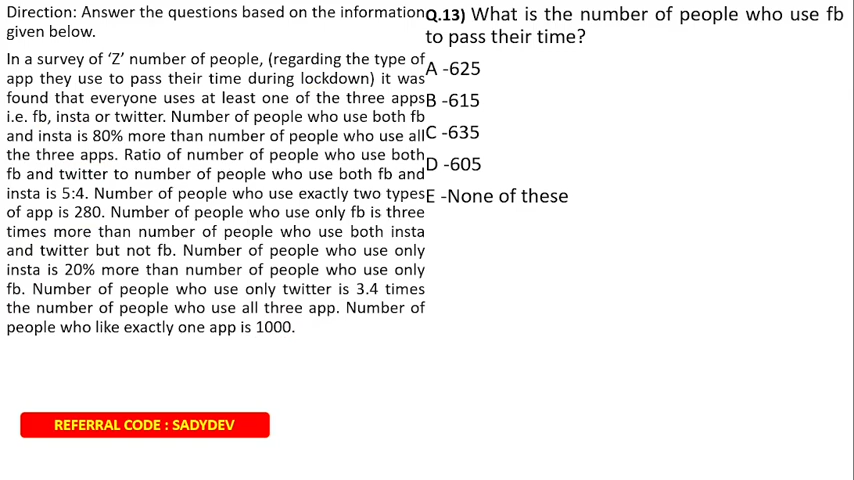 Direction: Answer the questions based on the information
given below.
In a survey of ‘Z’ number of people, (regarding the type of
app they use to pass their time during lockdown) it was
found that everyone uses at least one of the three apps
i.e. fb, insta or twitter. Number of people who use both fb
and insta is 80% more than number of people who use all
the three apps. Ratio of number of people who use both
fb and twitter to number of people who use both fb and
insta is 5:4. Number of people who use exactly two types
of app is 280. Number of people who use only fb is three
times more than number of people who use both insta
and twitter but not fb. Number of people who use only
insta is 20% more than number of people who use only
fb. Number of people who use only twitter is 3.4 times
the number of people who use all three app. Number of
people who like exactly one app is 1000.
REFERRAL CODE : SADYDEV
Q.13) What is the number of people who use fb
to pass their time?
A -625
B -615
C -635
D -605
E -None of these